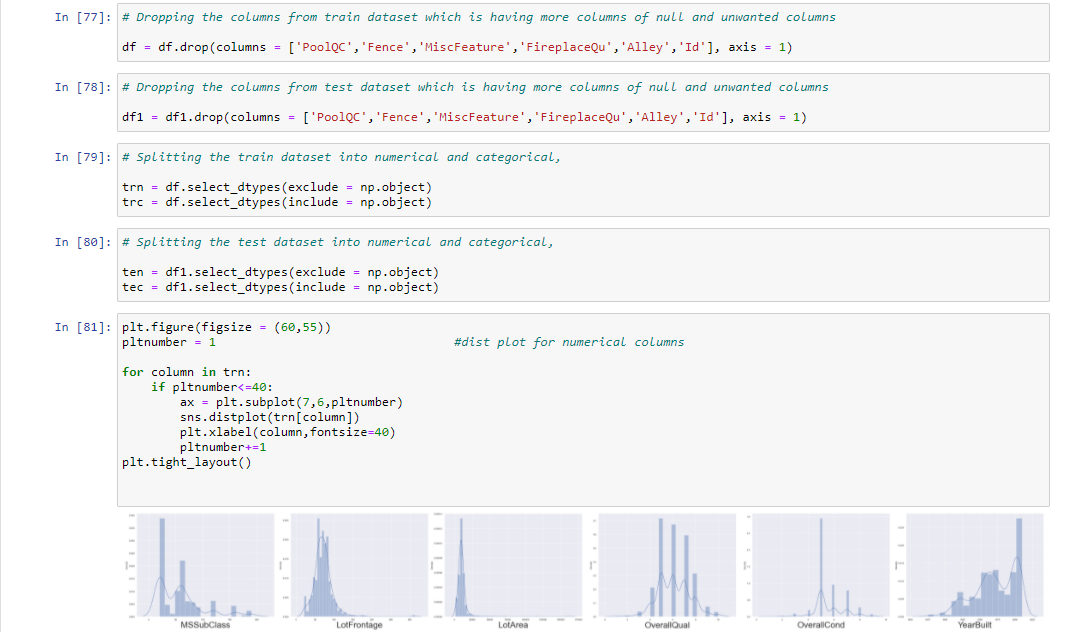 In [77]: # Dropping the columns from train dataset which is having more columns of null and unwanted columns
df = df.drop(columns = ['PoolQC','Fence','MiscFeature','FireplaceQu','Alley','Id'], axis = 1)
In [78]: # Dropping the columns from test dataset which is having more columns of null and unwanted columns
df1 = df1.drop(columns = ['PoolQC','Fence','MiscFeature','FireplaceQu','Alley','Id'], axis = 1)
In [79]: # Splitting the train dataset into numerical and categorical,
trn = df.select_dtypes(exclude = np.object)
trc = df.select_dtypes(include = np.object)
In [80]: # Splitting the test dataset into numerical and categorical,
ten = df1.select_dtypes(exclude = np.object)
tec = df1.select_dtypes(include = np.object)
In [81]: plt.figure(figsize = (60,55))
pltnumber = 1 #dist plot for numerical columns
for column in trn:
if pltnumber<=40:
ax = plt.subplot(7,6,pltnumber)
sns.distplot(trn[column])
plt.xlabel(column,fontsize=40)
pltnumber+=1
plt.tight_layout()
MSSubClass LotFrontage LotArea OverallQual OverallCond YearBuilt